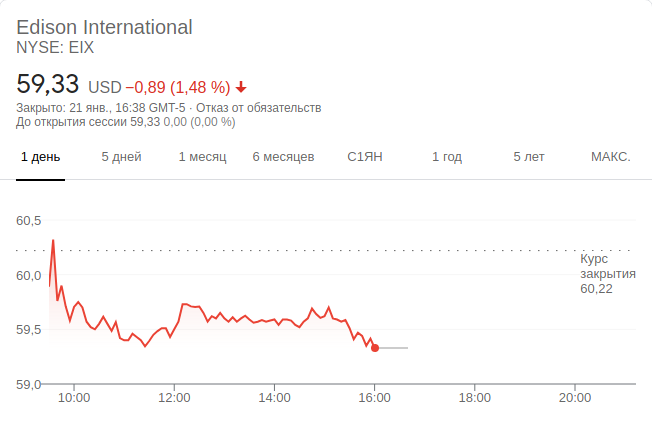 Edison International
NYSE: EIX
59,33 USD −0,89 (1,48 %)
Закрыто: 21 янв., 16:38 GMT-5 · Отказ от обязательств
До открытия сессии 59,33 0,00 (0,00 %)
1 день 5 дней 1 месяц 6 месяцев С1ЯН 1 год 5 лет МАКС.
60,5
Курс
закрытия
60,22
60,0
59,5
59,0
10:00 12:00 14:00 16:00 18:00 20:00